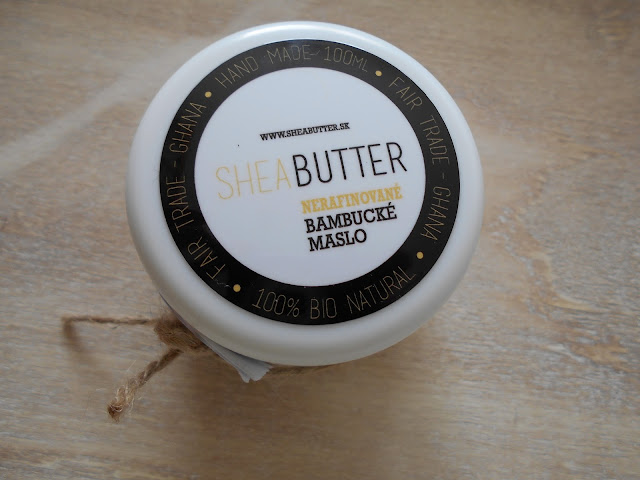 WWW.SHEABUTTER.SK
SHEABUTTER
NERAFINOVANÉ
BAMBUCKÉ
MASLO
HAND MADE - 100ML • FAIR TRADE - GHANA • 100% BIO NATURAL • FAIR TRADE - GHANA •